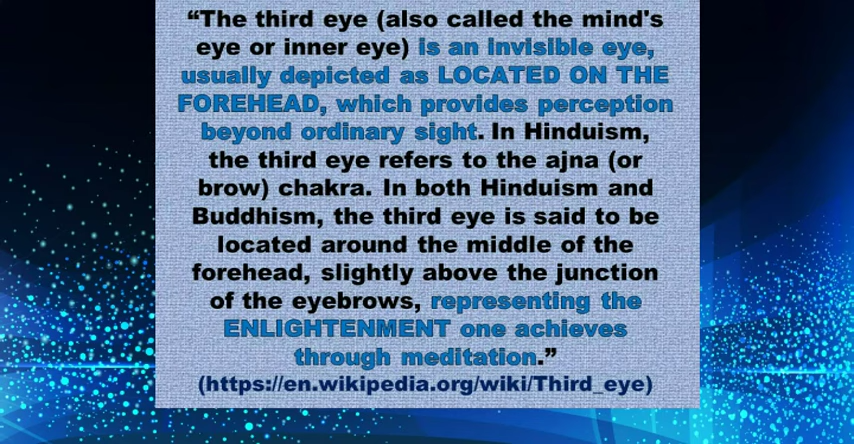 “The third eye (also called the mind's
eye or inner eye) is an invisible eye,
usually depicted as LOCATED ON THE
FOREHEAD, which provides perception
beyond ordinary sight. In Hinduism,
the third eye refers to the ajna (or
brow) chakra. In both Hinduism and
Buddhism, the third eye is said to be
located around the middle of the
forehead, slightly above the junction
of the eyebrows, representing the
ENLIGHTENMENT one achieves
through meditation.”
(https://en.wikipedia.org/wiki/Third_eye)